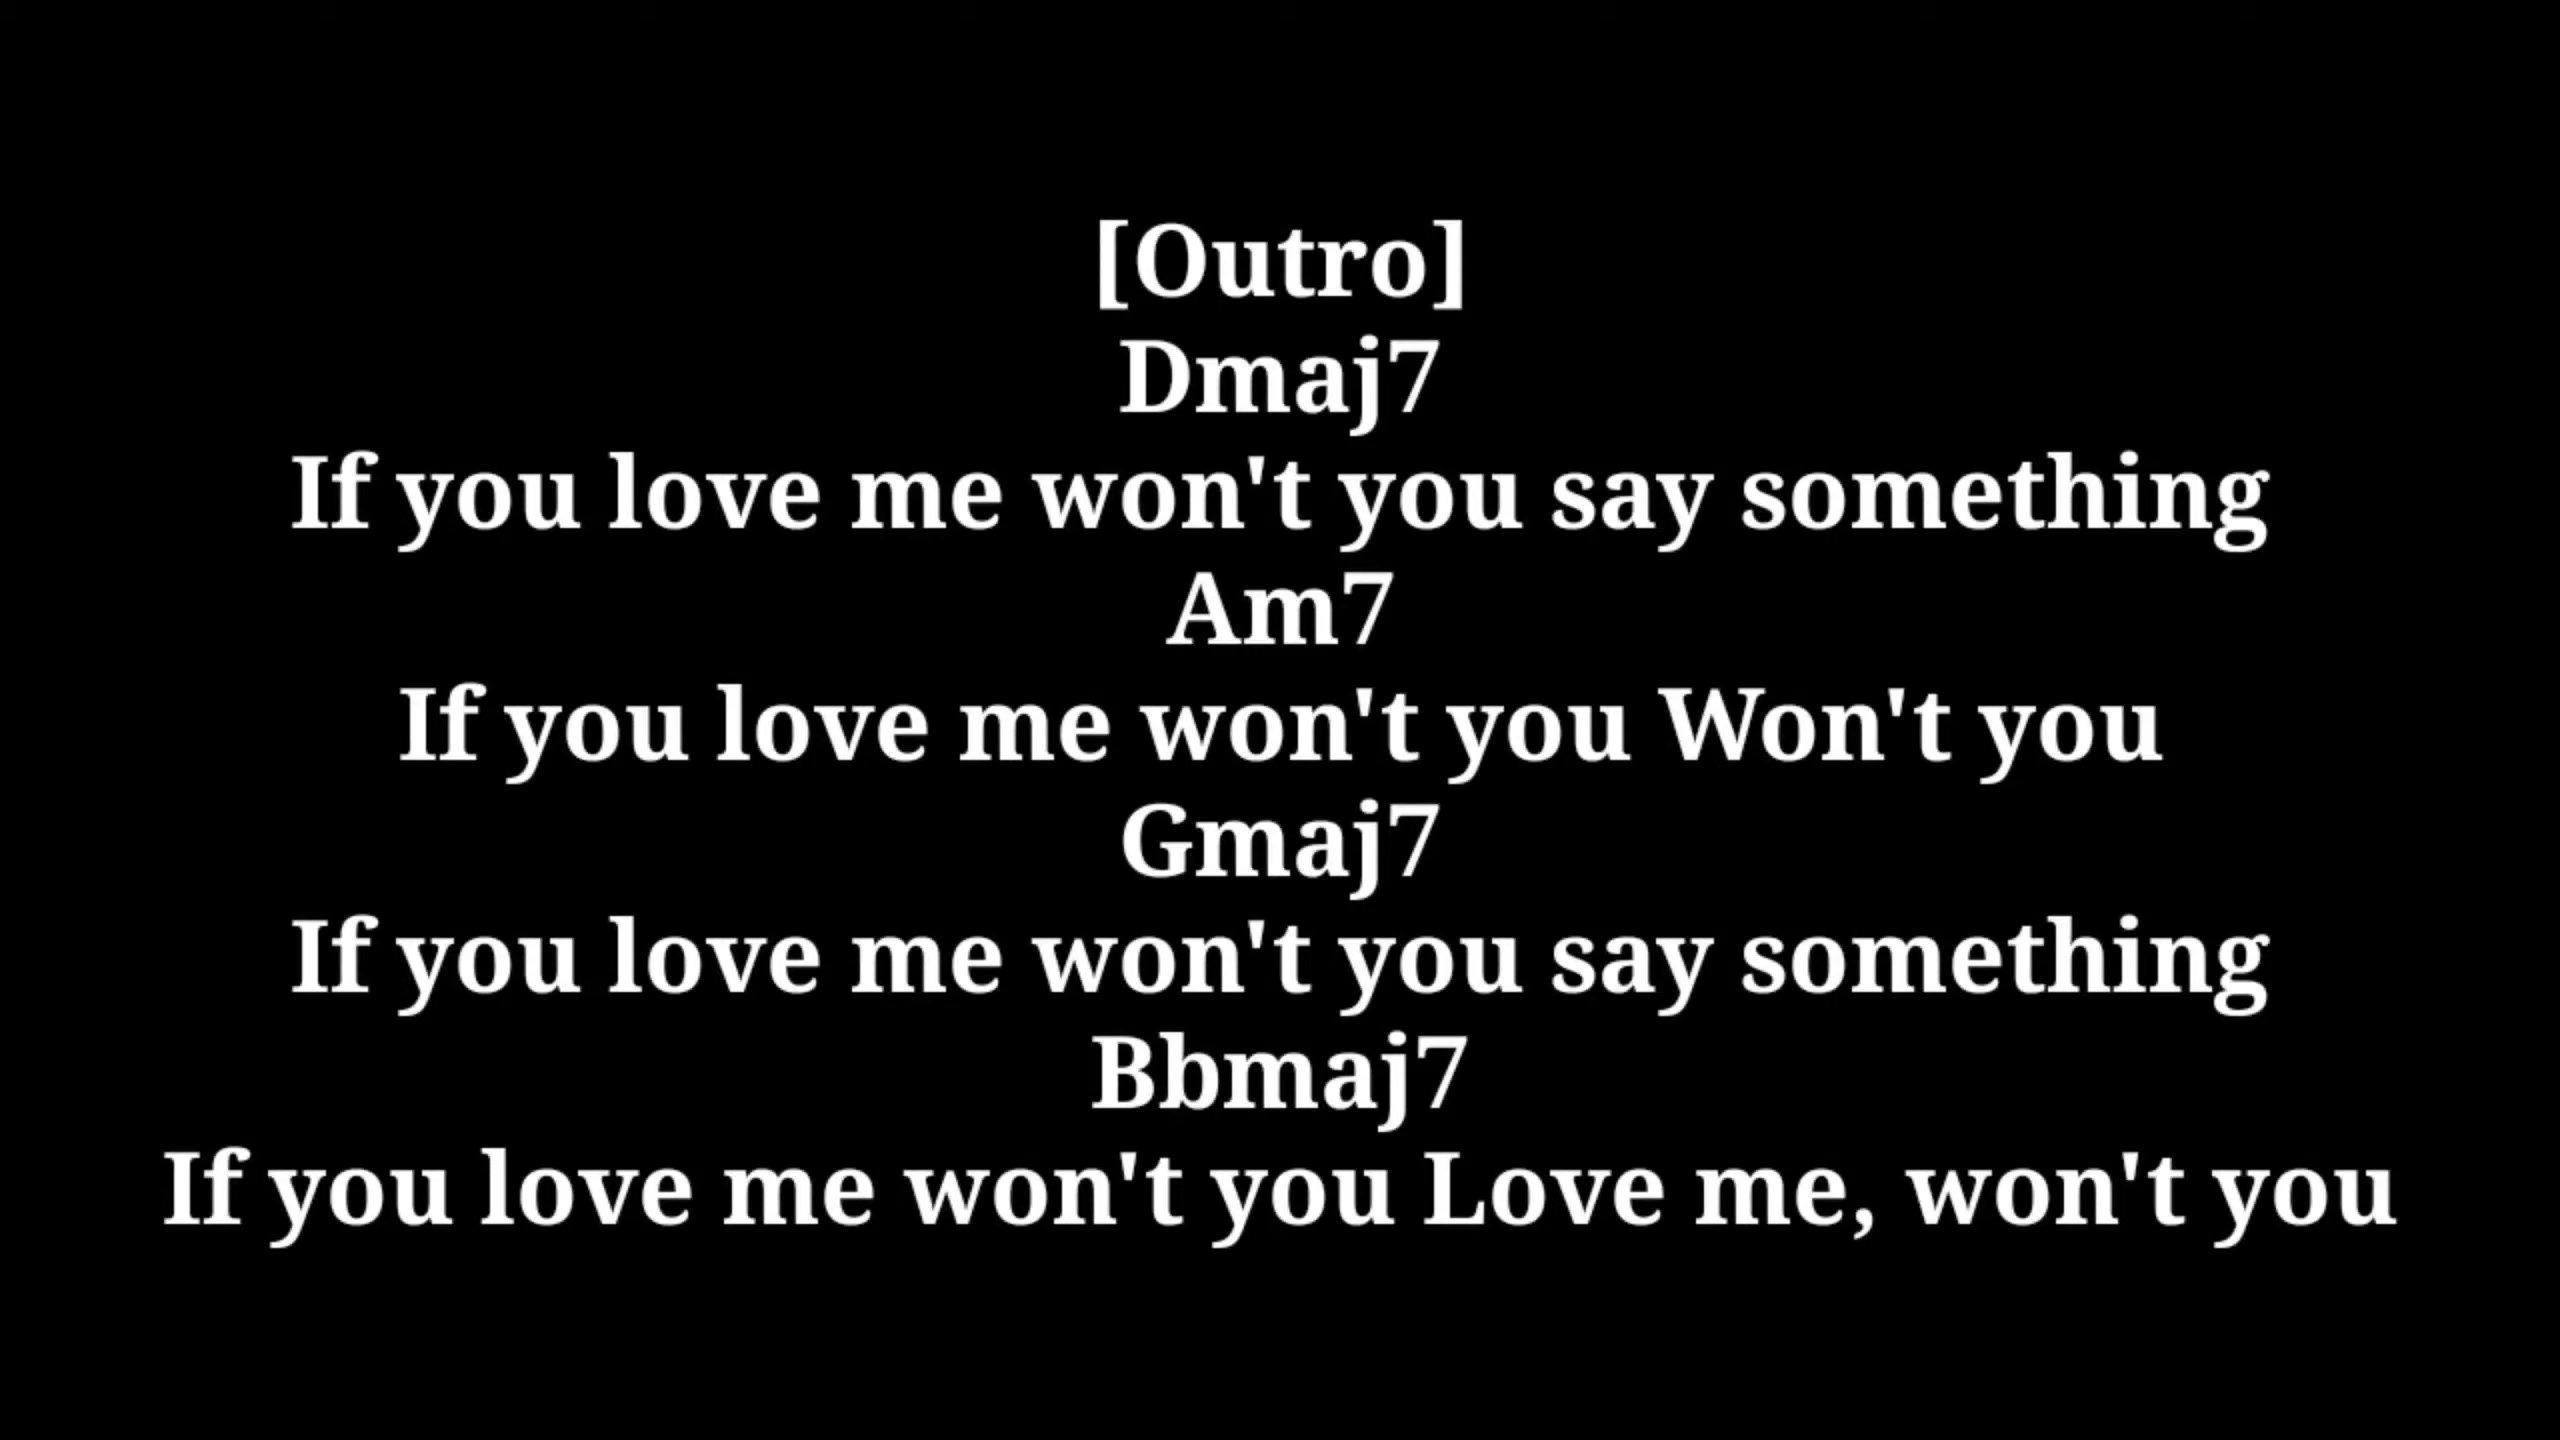 [Outro]
Dmaj7
If you love me won't you say something
Am7
If you love me won't you Won't you
Gmaj7
If you love me won't you say something
Bbmaj7
If you love me won't you Love me, won't you